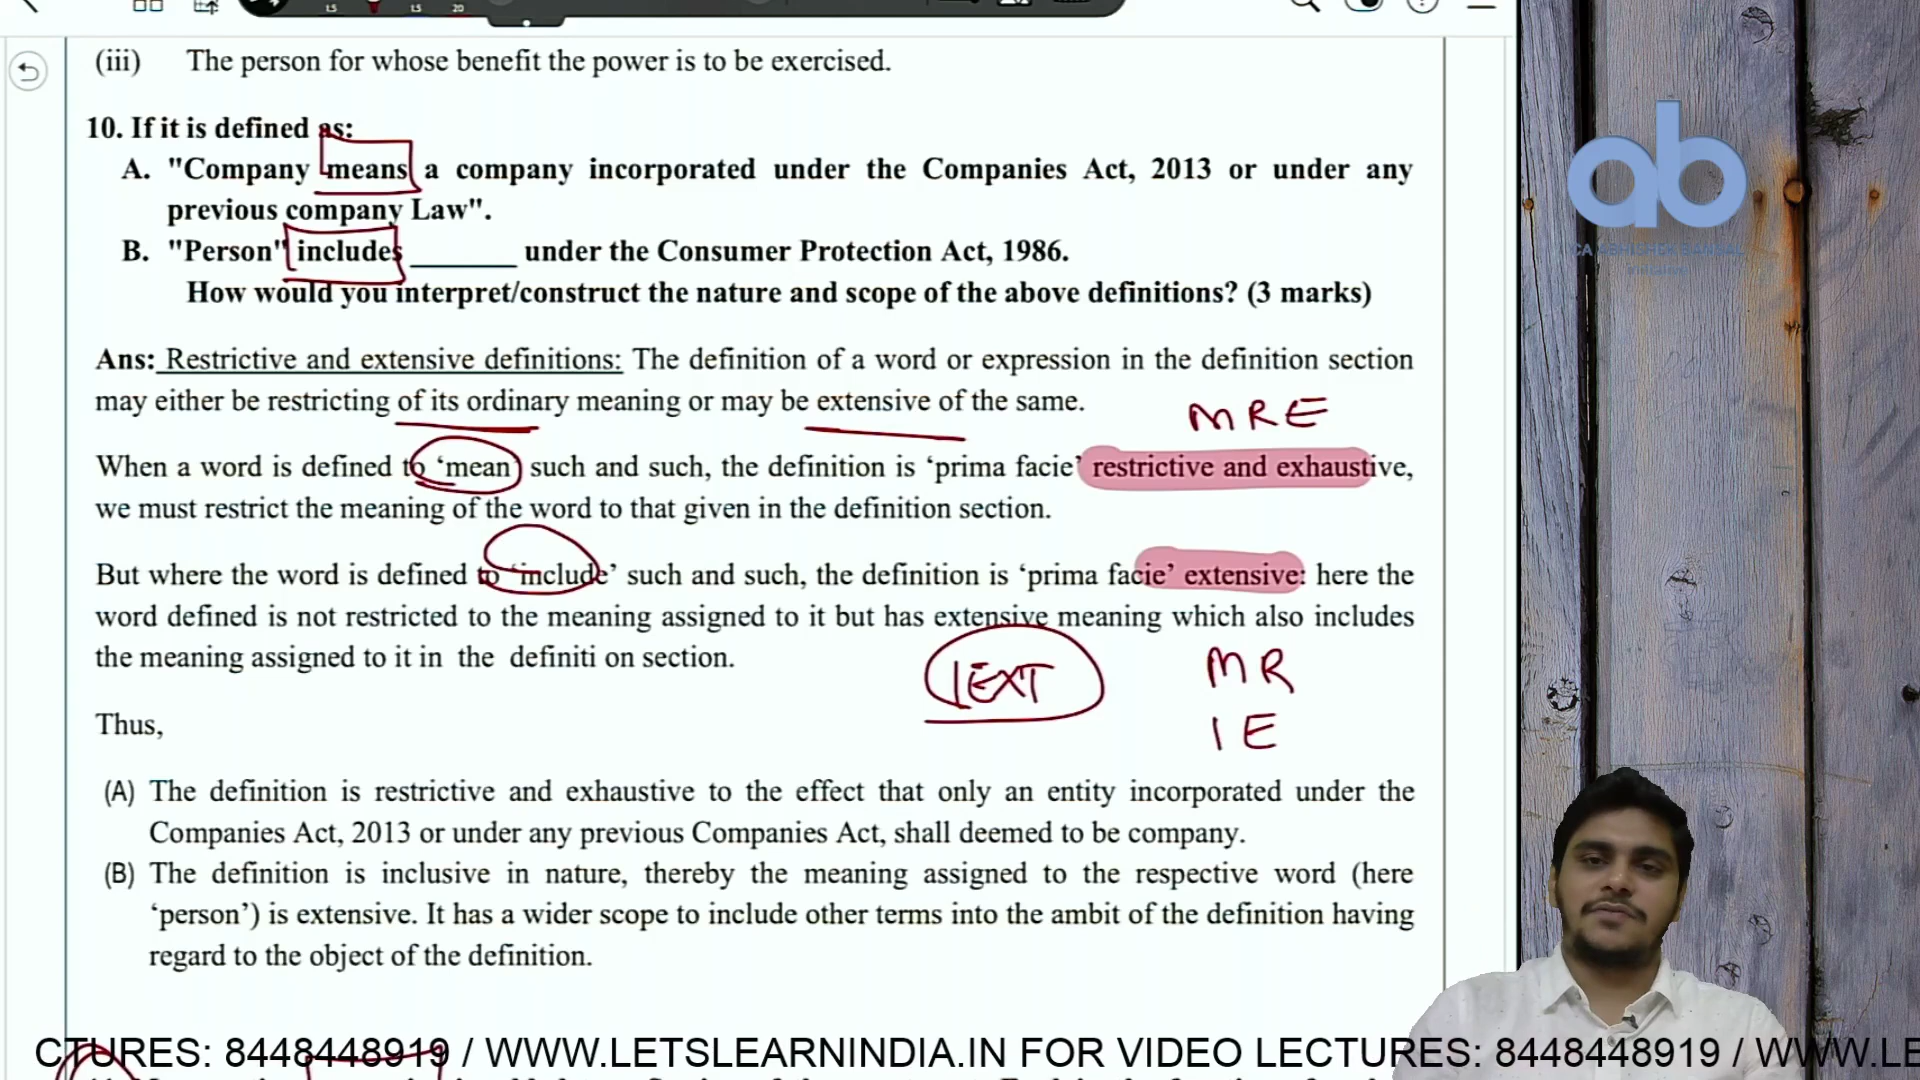 (iii) The person for whose benefit the power is to be exercised.
10. If it is defined as:
A. "Company means a company incorporated under the Companies Act, 2013 or under any
previous company Law".
B. "Person" includes ______ under the Consumer Protection Act, 1986.
How would you interpret/construct the nature and scope of the above definitions? (3 marks)
Ans: Restrictive and extensive definitions: The definition of a word or expression in the definition section
may either be restricting of its ordinary meaning or may be extensive of the same.
MRE
When a word is defined to ‘mean’ such and such, the definition is ‘prima facie’ restrictive and exhaustive,
we must restrict the meaning of the word to that given in the definition section.
But where the word is defined to ‘include’ such and such, the definition is ‘prima facie’ extensive: here the
word defined is not restricted to the meaning assigned to it but has extensive meaning which also includes
the meaning assigned to it in the definiti on section.
IEXT
MR
IE
Thus,
(A) The definition is restrictive and exhaustive to the effect that only an entity incorporated under the
Companies Act, 2013 or under any previous Companies Act, shall deemed to be company.
(B) The definition is inclusive in nature, thereby the meaning assigned to the respective word (here
‘person’) is extensive. It has a wider scope to include other terms into the ambit of the definition having
regard to the object of the definition.
ab
CTURES: 8448448919 / WWW.LETSLEARNINDIA.IN FOR VIDEO LECTURES: 8448448919 / WWW.LE